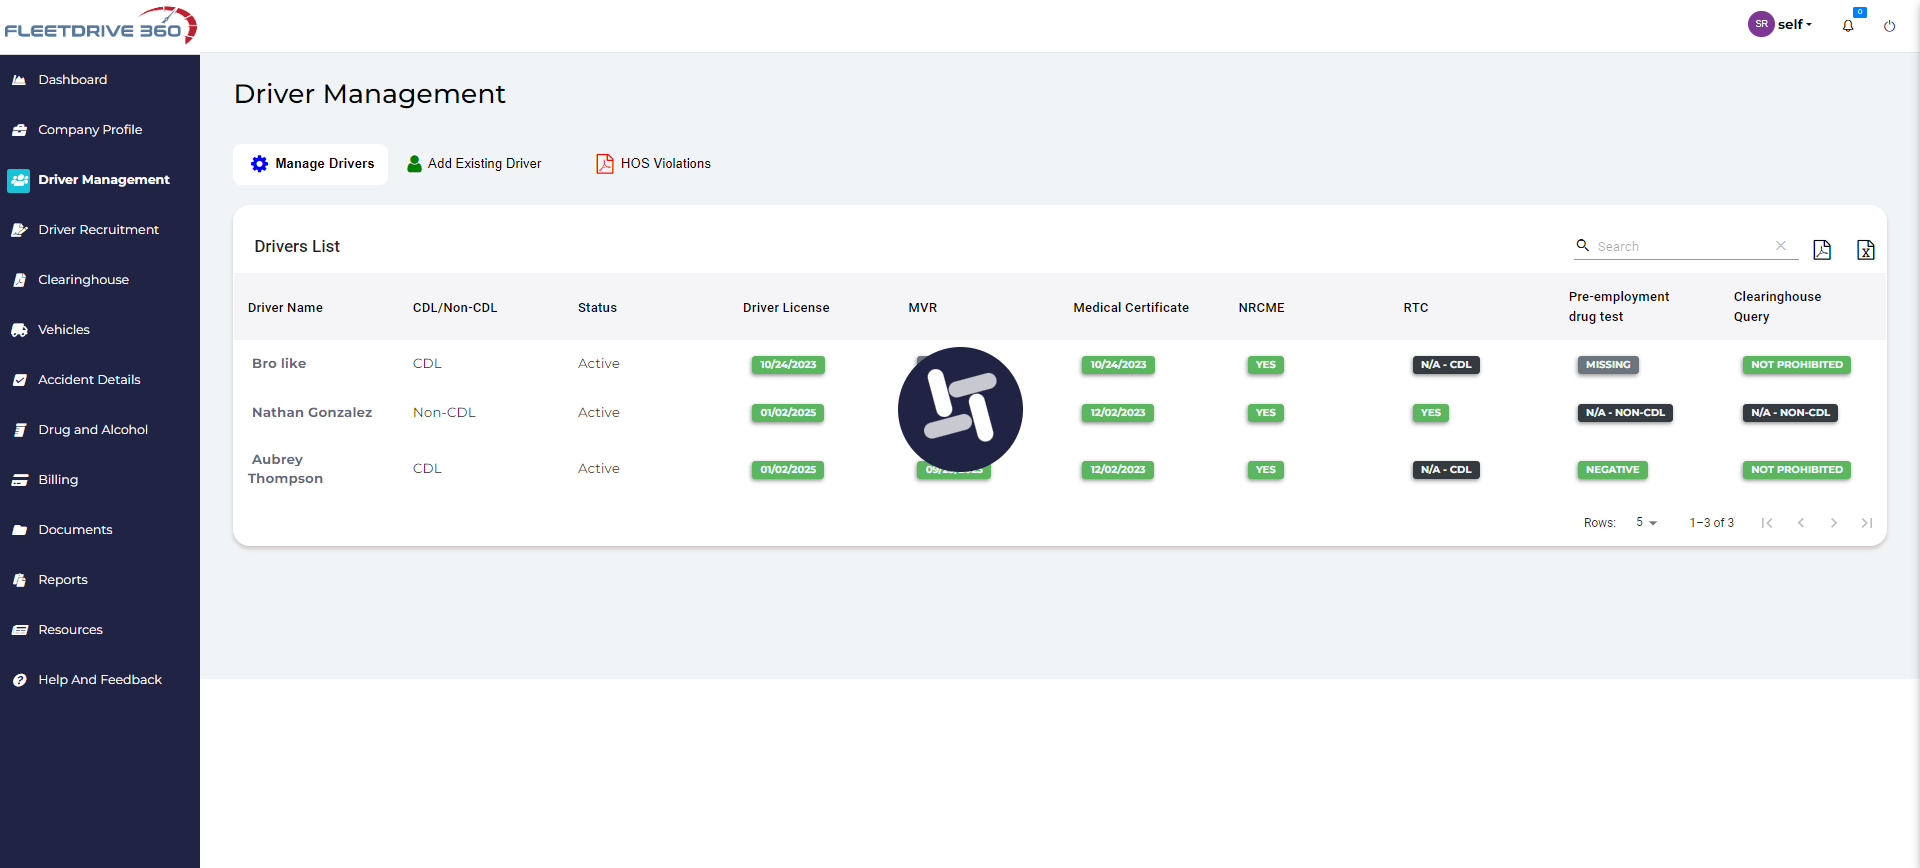 FLEETDRIVE 360
SR self
0
Dashboard
Company Profile
Driver Management
Driver Recruitment
Clearinghouse
Vehicles
Accident Details
Drug and Alcohol
Billing
Documents
Reports
Resources
Help And Feedback
Driver Management
Manage Drivers Add Existing Driver HOS Violations
Drivers List Search
Driver Name CDL/Non-CDL Status Driver License MVR Medical Certificate NRCME RTC Pre-employment drug test Clearinghouse Query
Bro like CDL Active 10/24/2023 10/24/2023 YES N/A - CDL MISSING NOT PROHIBITED
Nathan Gonzalez Non-CDL Active 01/02/2025 12/02/2023 YES YES N/A - NON-CDL N/A - NON-CDL
Aubrey Thompson CDL Active 01/02/2025 12/02/2023 YES N/A - CDL NEGATIVE NOT PROHIBITED
Rows: 5 1–3 of 3